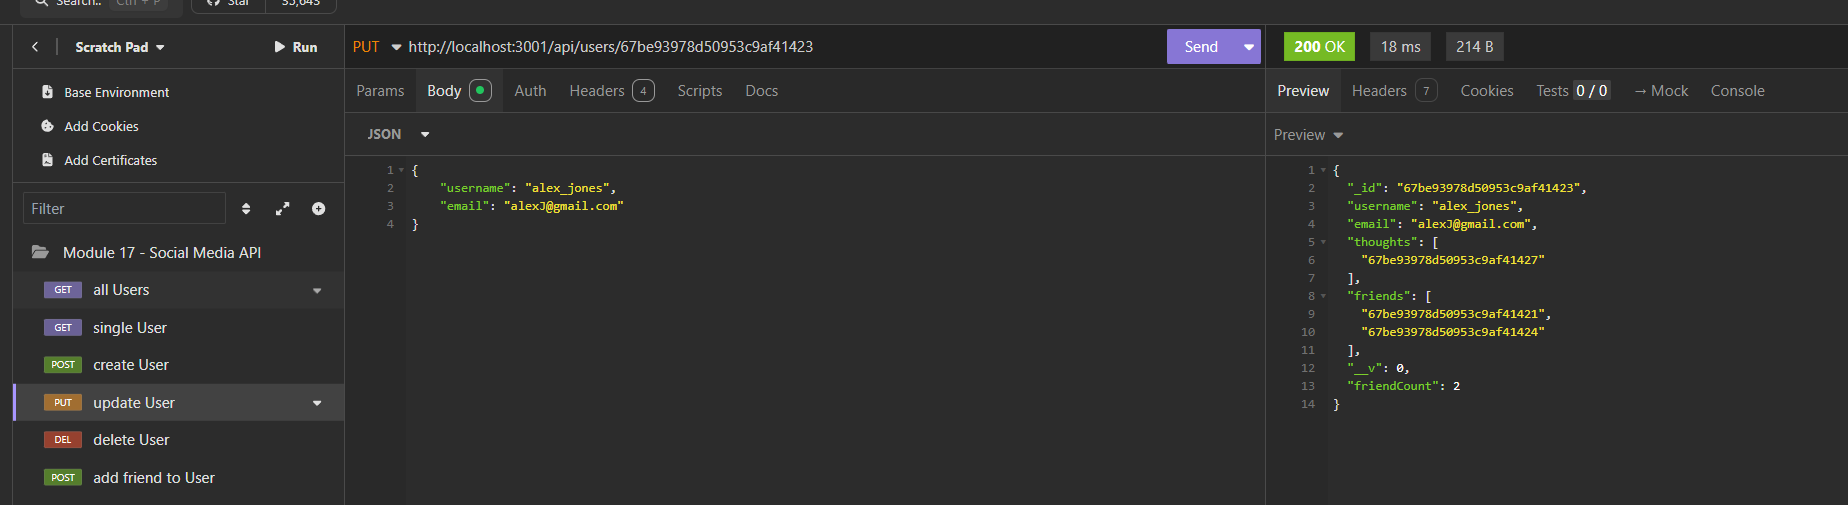 Search.. Ctrl + P Star 35,643
Scratch Pad Run
Base Environment
Add Cookies
Add Certificates
Filter
Module 17 - Social Media API
GET all Users
GET single User
POST create User
PUT update User
DEL delete User
POST add friend to User
PUT http://localhost:3001/api/users/67be93978d50953c9af41423 Send
Params Body Auth Headers 4 Scripts Docs
JSON
1 {
2 "username": "alex_jones",
3 "email": "alexJ@gmail.com"
4 }
200 OK 18 ms 214 B
Preview Headers 7 Cookies Tests 0 / 0 → Mock Console
Preview
1 {
2 "_id": "67be93978d50953c9af41423",
3 "username": "alex_jones",
4 "email": "alexJ@gmail.com",
5 "thoughts": [
6 "67be93978d50953c9af41427"
7 ],
8 "friends": [
9 "67be93978d50953c9af41421",
10 "67be93978d50953c9af41424"
11 ],
12 "__v": 0,
13 "friendCount": 2
14 }